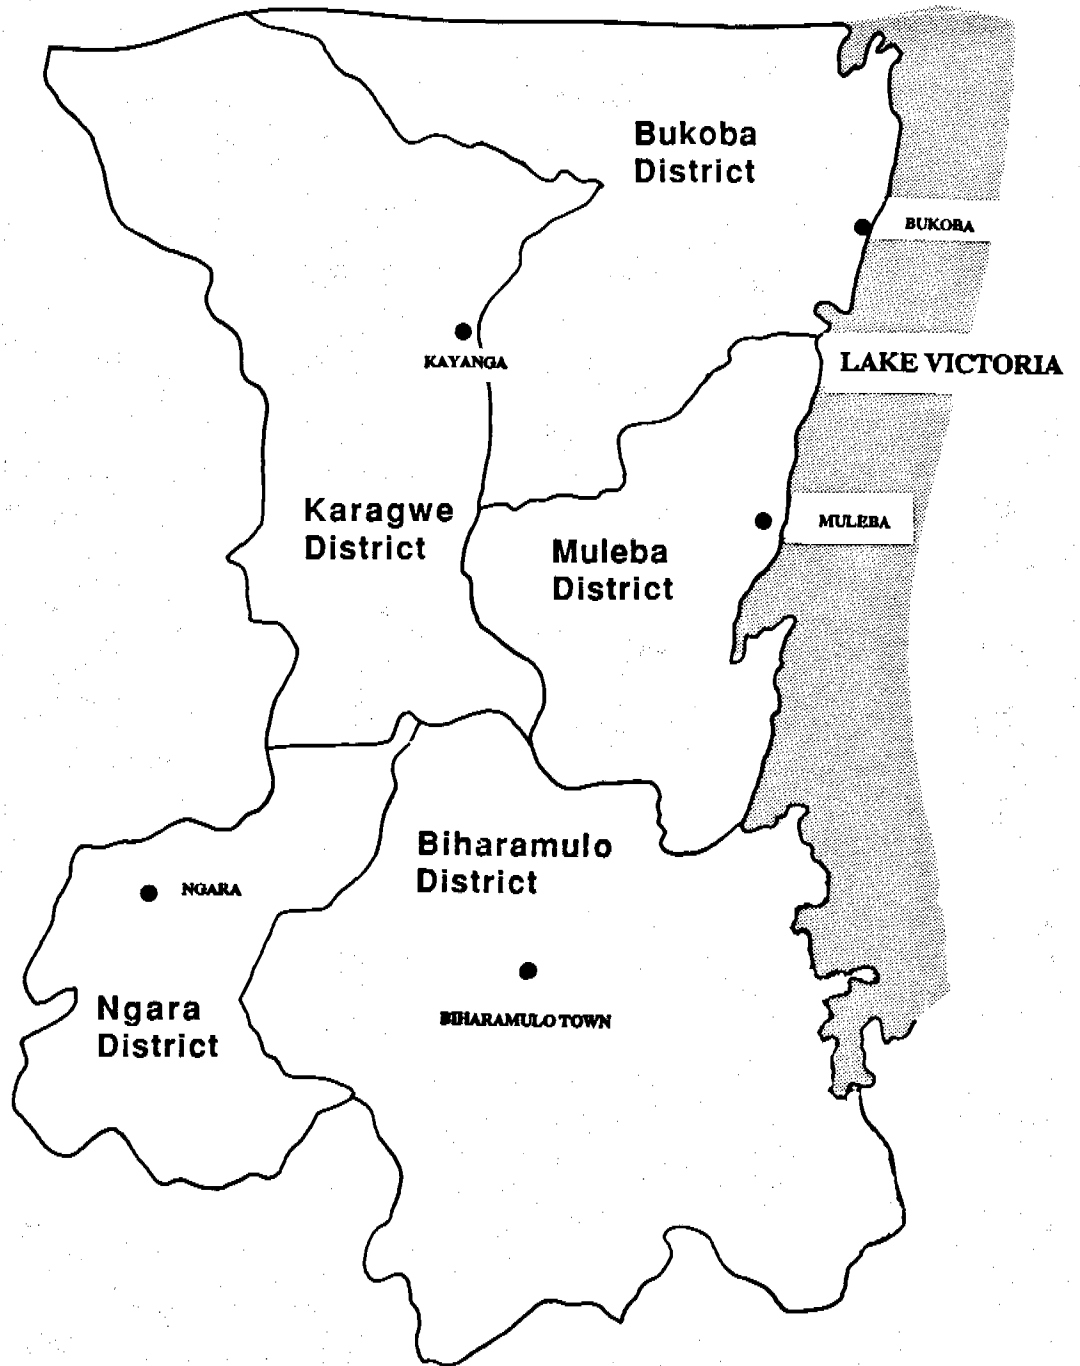 Bukoba
District
BUKOBA
KAYANGA
LAKE VICTORIA
Karagwe
District
MULEBA
Muleba
District
Biharamulo
District
NGARA
BIHARAMULO TOWN
Ngara
District